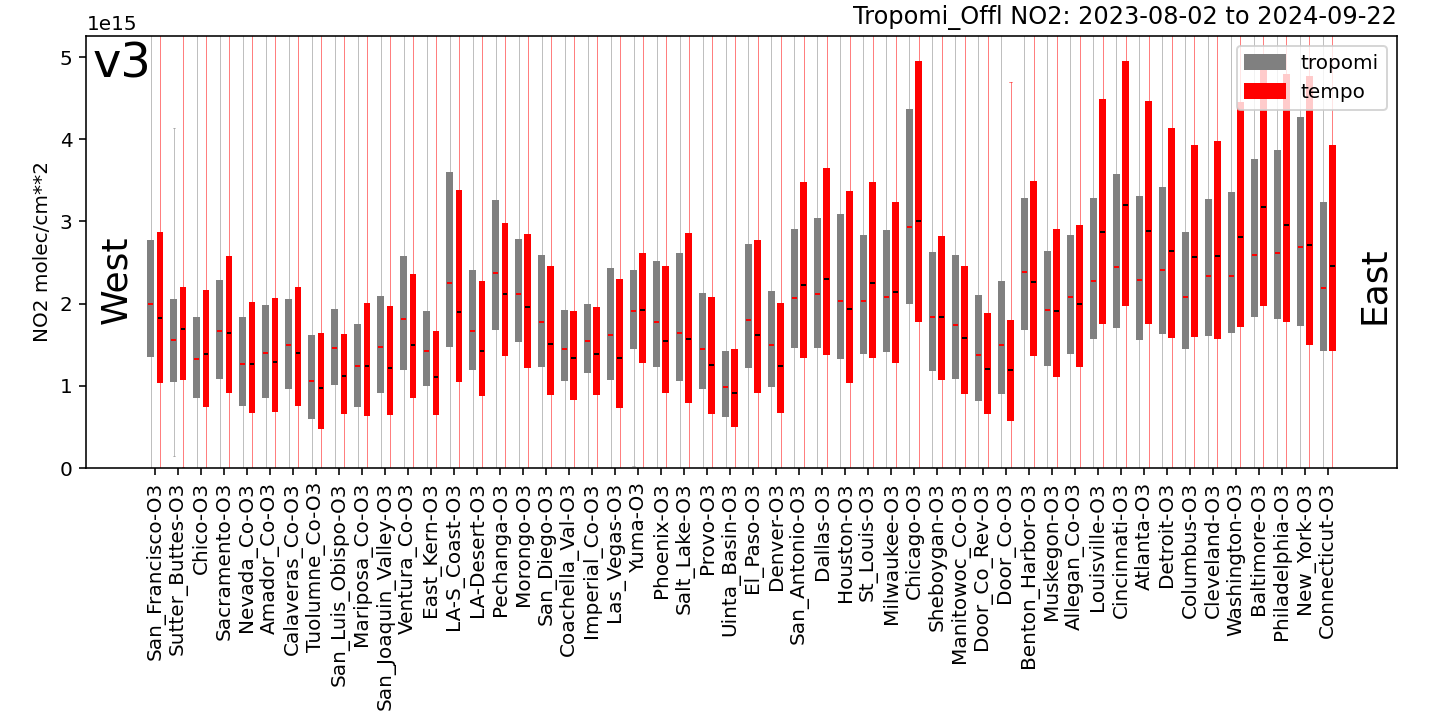 Tropomi_Offl NO2: 2023-08-02 to 2024-09-22
1e15
v3
tropomi
tempo
5
4
3
2
1
0
NO2 molec/cm**2
West
East
San_Francisco-O3
Sutter_Buttes-O3
Chico-O3
Sacramento-O3
Nevada_Co-O3
Amador_Co-O3
Calaveras_Co-O3
Tuolumne_Co-O3
San_Luis_Obispo-O3
Mariposa_Co-O3
San_Joaquin_Valley-O3
Ventura_Co-O3
East_Kern-O3
LA-S_Coast-O3
LA-Desert-O3
Pechanga-O3
Morongo-O3
San_Diego-O3
Coachella_Val-O3
Imperial_Co-O3
Las_Vegas-O3
Yuma-O3
Phoenix-O3
Salt_Lake-O3
Provo-O3
Uinta_Basin-O3
El_Paso-O3
Denver-O3
San_Antonio-O3
Dallas-O3
Houston-O3
St_Louis-O3
Milwaukee-O3
Chicago-O3
Sheboygan-O3
Manitowoc_Co-O3
Door_Co_Rev-O3
Door_Co-O3
Benton_Harbor-O3
Muskegon-O3
Allegan_Co-O3
Louisville-O3
Cincinnati-O3
Atlanta-O3
Detroit-O3
Columbus-O3
Cleveland-O3
Washington-O3
Baltimore-O3
Philadelphia-O3
New_York-O3
Connecticut-O3